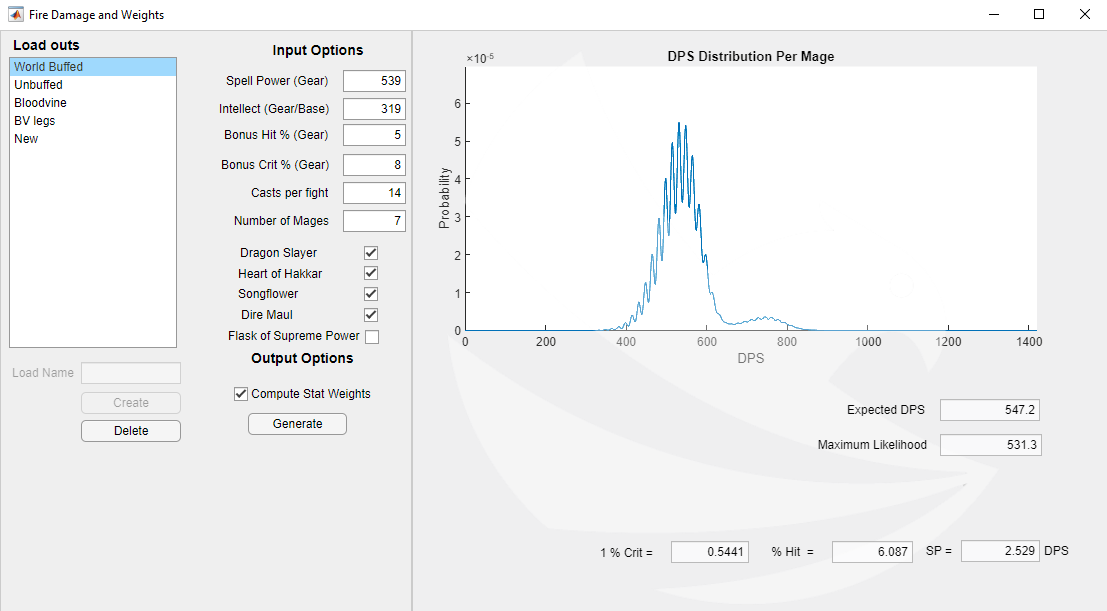 Fire Damage and Weights
Load outs
World Buffed
Unbuffed
Bloodvine
BV legs
New
Load Name
Create
Delete
Input Options
Spell Power (Gear) 539
Intellect (Gear/Base) 319
Bonus Hit % (Gear) 5
Bonus Crit % (Gear) 8
Casts per fight 14
Number of Mages 7
Dragon Slayer
Heart of Hakkar
Songflower
Dire Maul
Flask of Supreme Power
Output Options
Compute Stat Weights
Generate
DPS Distribution Per Mage
×10-5
6
5
4
3
2
1
0
Probability
0 200 400 600 800 1000 1200 1400
DPS
Expected DPS 547.2
Maximum Likelihood 531.3
1 % Crit = 0.5441 % Hit = 6.087 SP = 2.529 DPS